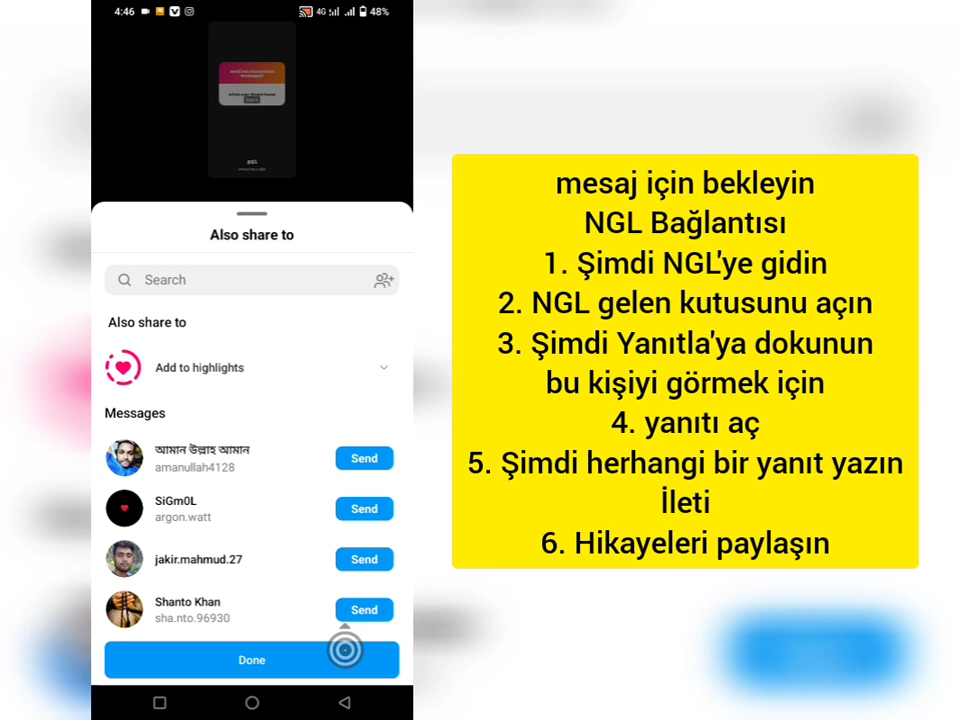 4:46
4G
48%
NGL
Also share to
Search
Also share to
Add to highlights
Messages
আমান উল্লাহ আমান
amanullah4128
Send
SiGm0L
argon.watt
Send
jakir.mahmud.27
Send
Shanto Khan
sha.nto.96930
Send
Done
mesaj için bekleyin
NGL Bağlantısı
1. Şimdi NGL'ye gidin
2. NGL gelen kutusunu açın
3. Şimdi Yanıtla'ya dokunun
bu kişiyi görmek için
4. yanıtı aç
5. Şimdi herhangi bir yanıt yazın
İleti
6. Hikayeleri paylaşın